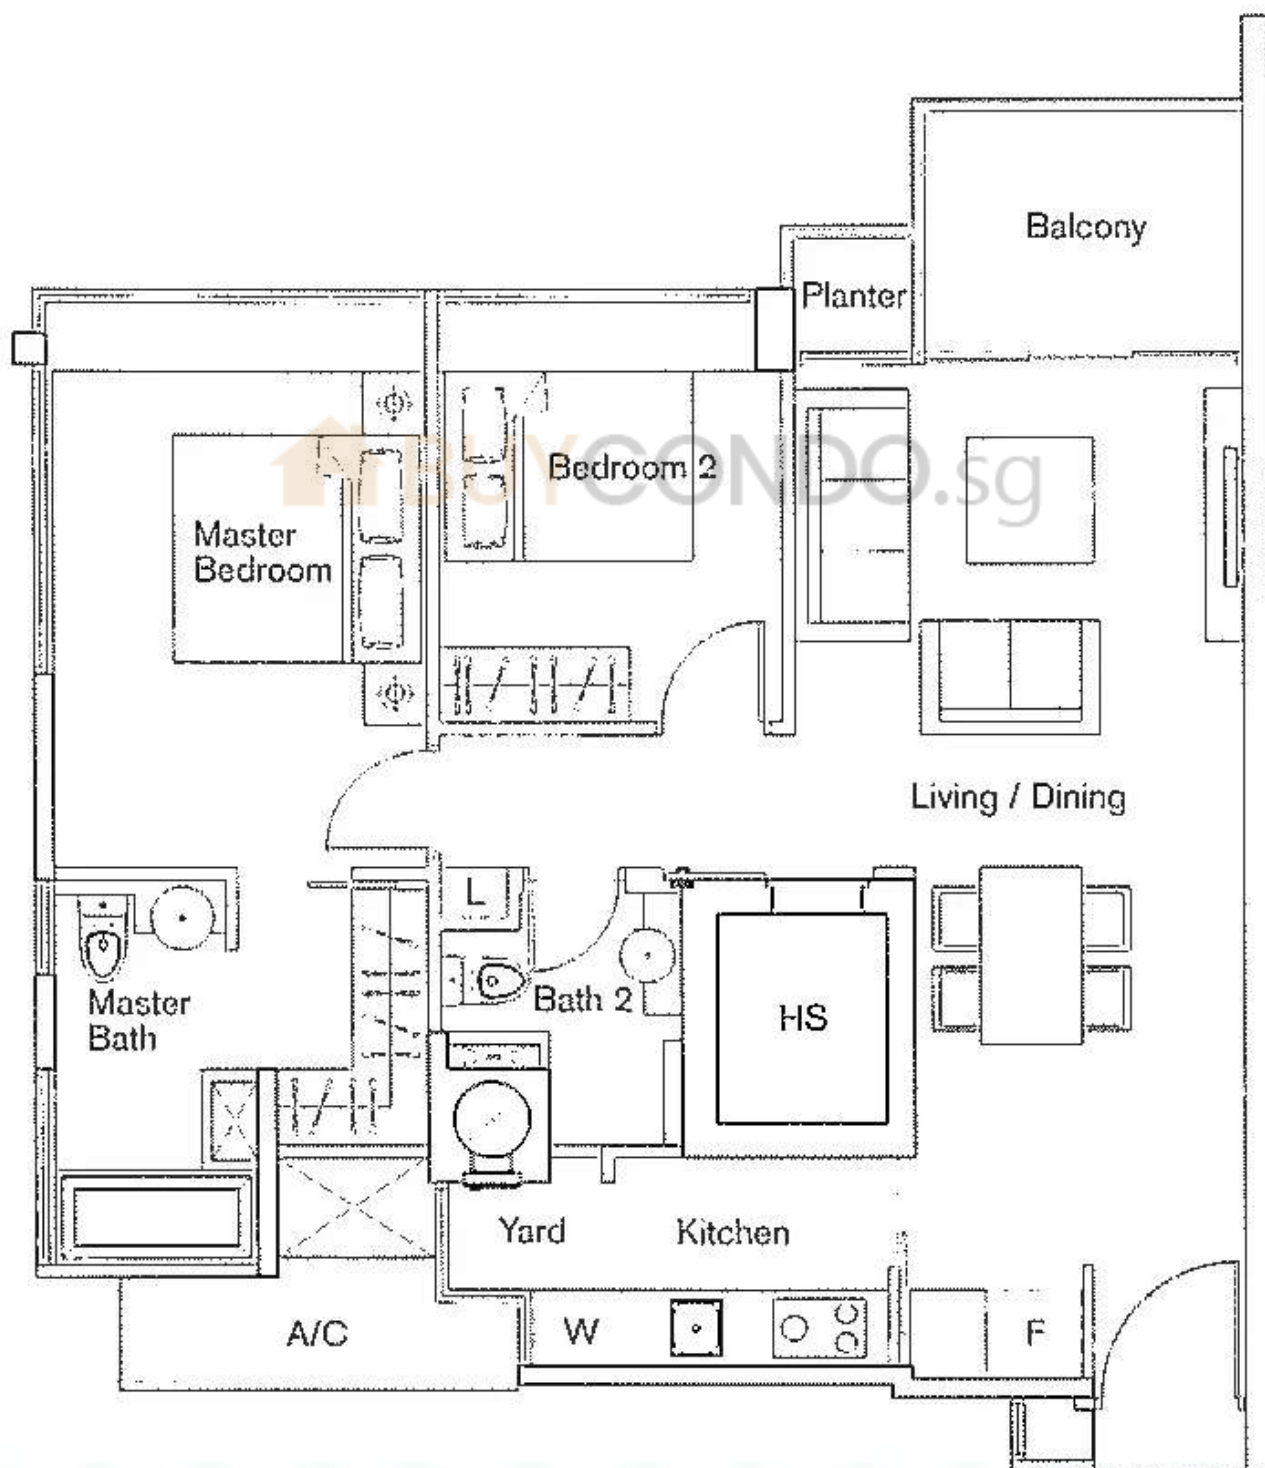 Balcony
Planter
BUYCONDO.sg
Bedroom 2
Master
Bedroom
Living / Dining
L
Master
Bath
Bath 2
HS
Yard
Kitchen
A/C
W
F